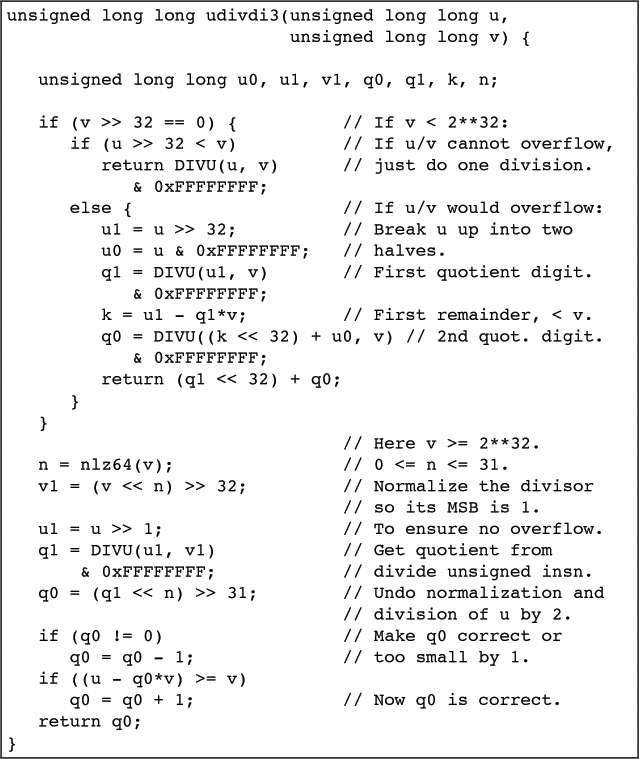 unsigned long long udivdi3(unsigned long long u,
                           unsigned long long v) {

   unsigned long long u0, u1, v1, q0, q1, k, n;

   if (v >> 32 == 0) {          // If v < 2**32:
      if (u >> 32 < v)          // If u/v cannot overflow,
         return DIVU(u, v)      // just do one division.
            & 0xFFFFFFFF;
      else {                    // If u/v would overflow:
         u1 = u >> 32;          // Break u up into two
         u0 = u & 0xFFFFFFFF;   // halves.
         q1 = DIVU(u1, v)       // First quotient digit.
            & 0xFFFFFFFF;
         k = u1 - q1*v;         // First remainder, < v.
         q0 = DIVU((k << 32) + u0, v) // 2nd quot. digit.
            & 0xFFFFFFFF;
         return (q1 << 32) + q0;
      }
   }
                                // Here v >= 2**32.
   n = nlz64(v);                // 0 <= n <= 31.
   v1 = (v << n) >> 32;         // Normalize the divisor
                                // so its MSB is 1.
   u1 = u >> 1;                 // To ensure no overflow.
   q1 = DIVU(u1, v1)            // Get quotient from
       & 0xFFFFFFFF;            // divide unsigned insn.
   q0 = (q1 << n) >> 31;        // Undo normalization and
                                // division of u by 2.
   if (q0 != 0)                 // Make q0 correct or
      q0 = q0 - 1;              // too small by 1.
   if ((u - q0*v) >= v)
      q0 = q0 + 1;              // Now q0 is correct.
   return q0;
}